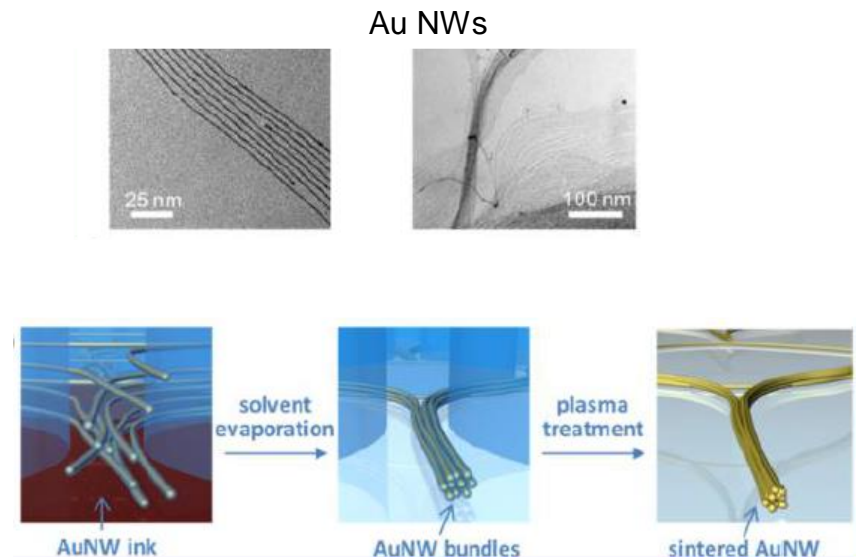 Au NWs
25 nm
100 nm
solvent
evaporation
plasma
treatment
AuNW ink
AuNW bundles
sintered AuNW